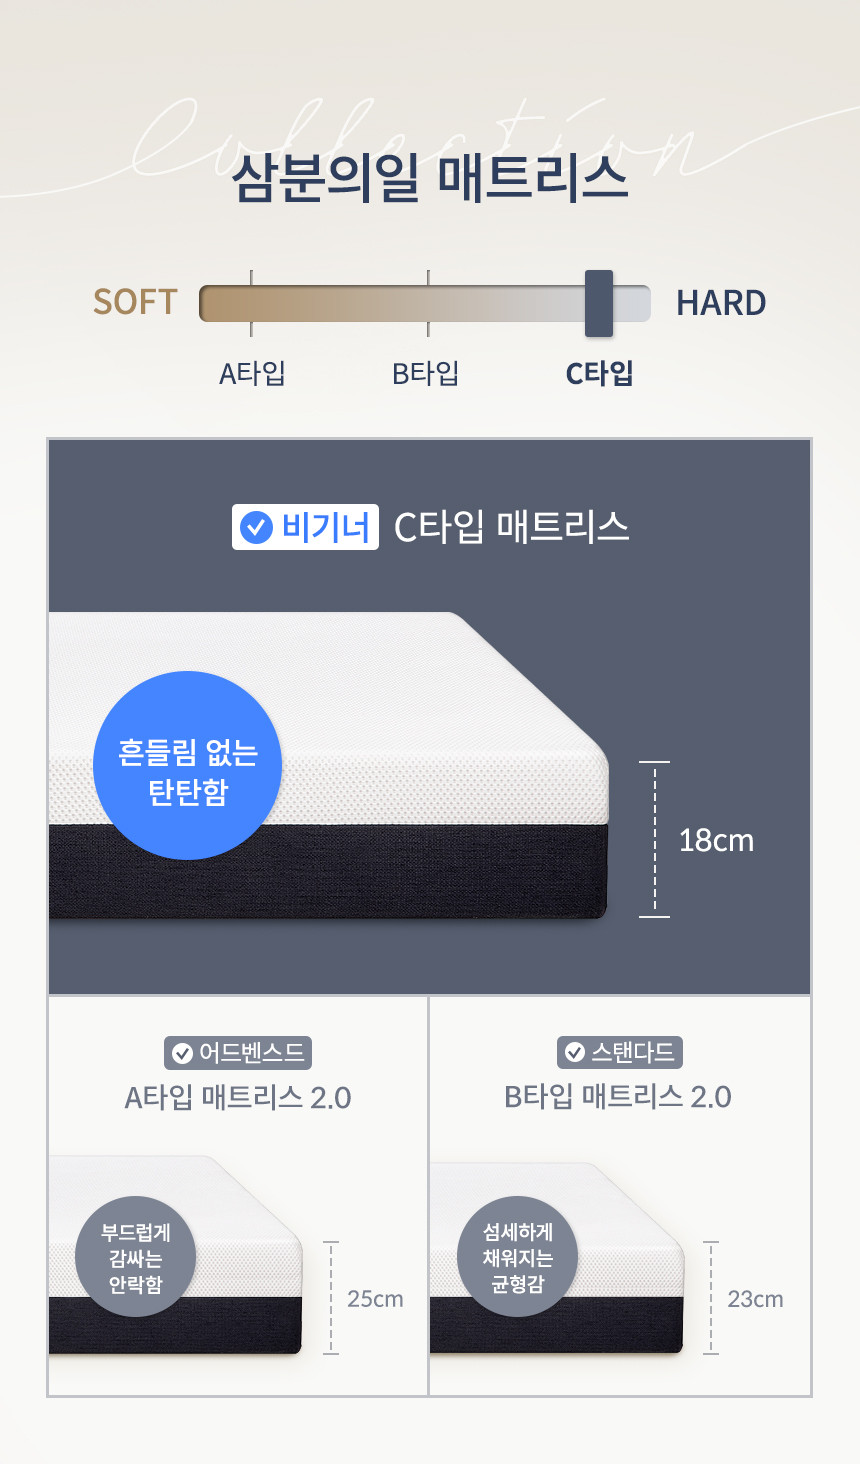 Collection
삼분의일 매트리스
SOFT
HARD
A타입
B타입
C타입
비기너 C타입 매트리스
흔들림 없는
탄탄함
18cm
어드벤스드
A타입 매트리스 2.0
부드럽게
감싸는
안락함
25cm
스탠다드
B타입 매트리스 2.0
섬세하게
채워지는
균형감
23cm